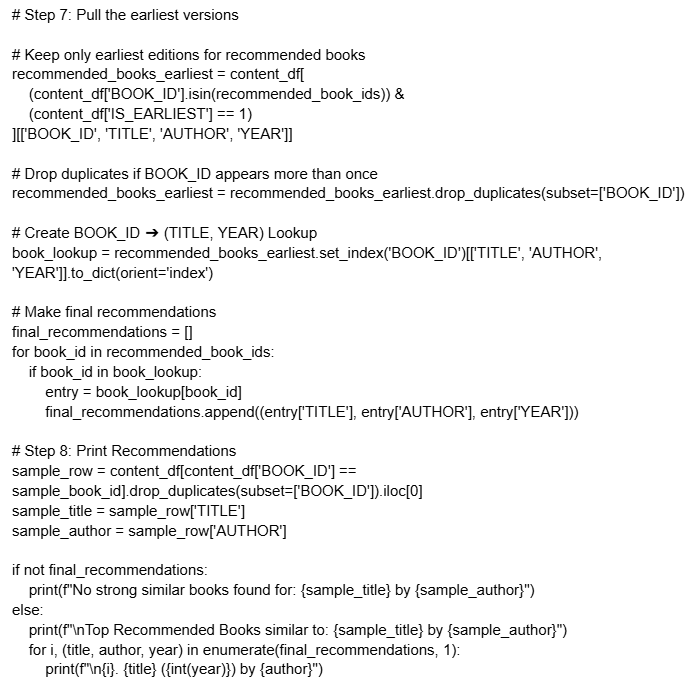 # Step 7: Pull the earliest versions

# Keep only earliest editions for recommended books
recommended_books_earliest = content_df[
    (content_df['BOOK_ID'].isin(recommended_book_ids)) &
    (content_df['IS_EARLIEST'] == 1)
][['BOOK_ID', 'TITLE', 'AUTHOR', 'YEAR']]

# Drop duplicates if BOOK_ID appears more than once
recommended_books_earliest = recommended_books_earliest.drop_duplicates(subset=['BOOK_ID'])

# Create BOOK_ID ➔ (TITLE, YEAR) Lookup
book_lookup = recommended_books_earliest.set_index('BOOK_ID')[['TITLE', 'AUTHOR',
'YEAR']].to_dict(orient='index')

# Make final recommendations
final_recommendations = []
for book_id in recommended_book_ids:
    if book_id in book_lookup:
        entry = book_lookup[book_id]
        final_recommendations.append((entry['TITLE'], entry['AUTHOR'], entry['YEAR']))

# Step 8: Print Recommendations
sample_row = content_df[content_df['BOOK_ID'] ==
sample_book_id].drop_duplicates(subset=['BOOK_ID']).iloc[0]
sample_title = sample_row['TITLE']
sample_author = sample_row['AUTHOR']

if not final_recommendations:
    print(f"No strong similar books found for: {sample_title} by {sample_author}")
else:
    print(f"\nTop Recommended Books similar to: {sample_title} by {sample_author}")
    for i, (title, author, year) in enumerate(final_recommendations, 1):
        print(f"\n{i}. {title} ({int(year)}) by {author}")